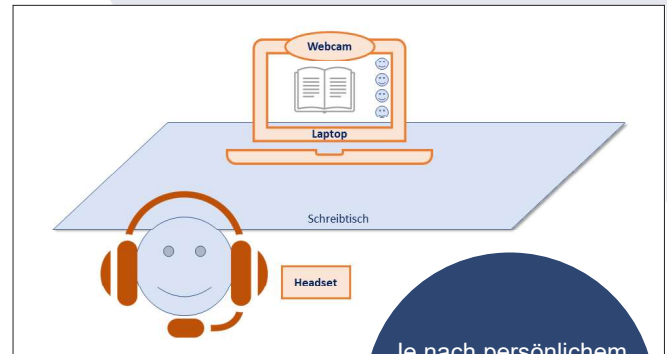 Webcam
Laptop
Schreibtisch
Headset
Je nach persönlichem